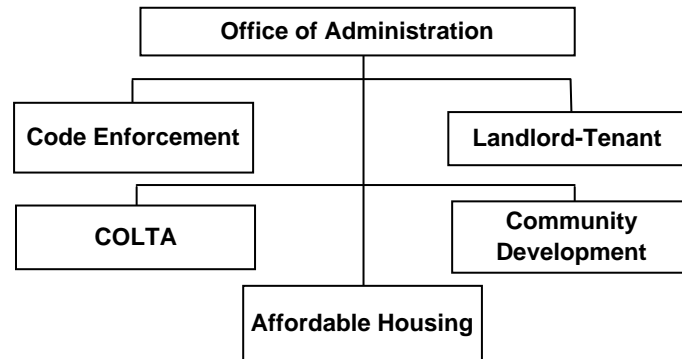 Office of Administration
Code Enforcement
Landlord-Tenant
COLTA
Community
Development
Affordable Housing